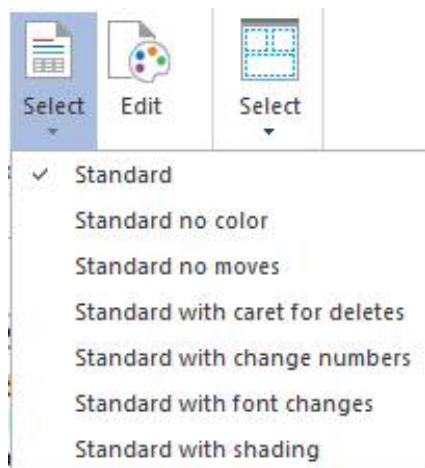 Select Edit Select
Standard
Standard no color
Standard no moves
Standard with caret for deletes
Standard with change numbers
Standard with font changes
Standard with shading